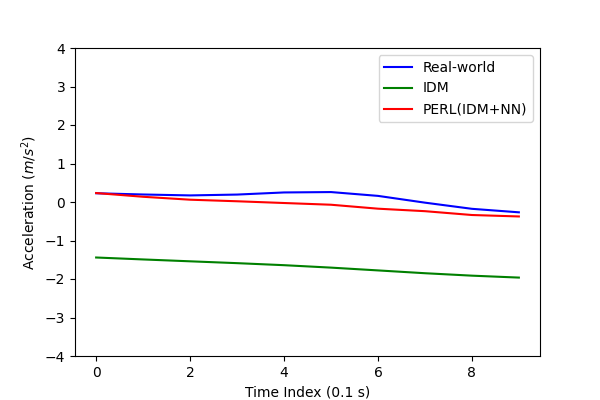 Acceleration (m/s²)
4
3
2
1
0
−1
−2
−3
−4
Real-world
IDM
PERL(IDM+NN)
0 2 4 6 8
Time Index (0.1 s)